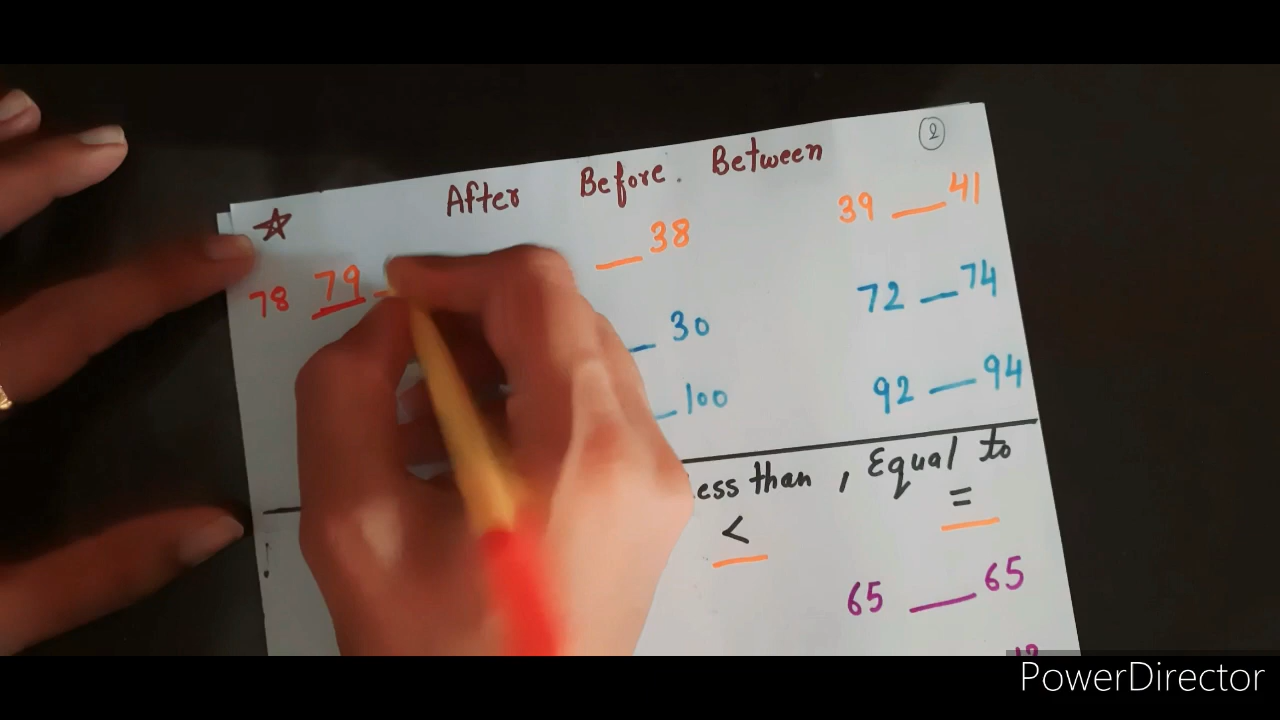 2
After Before. Between
78 79 __ 38 39 __ 41
__ 30 72 __ 74
__ 100 92 __ 94
ess than , Equal to
< =
65 __ 65
PowerDirector